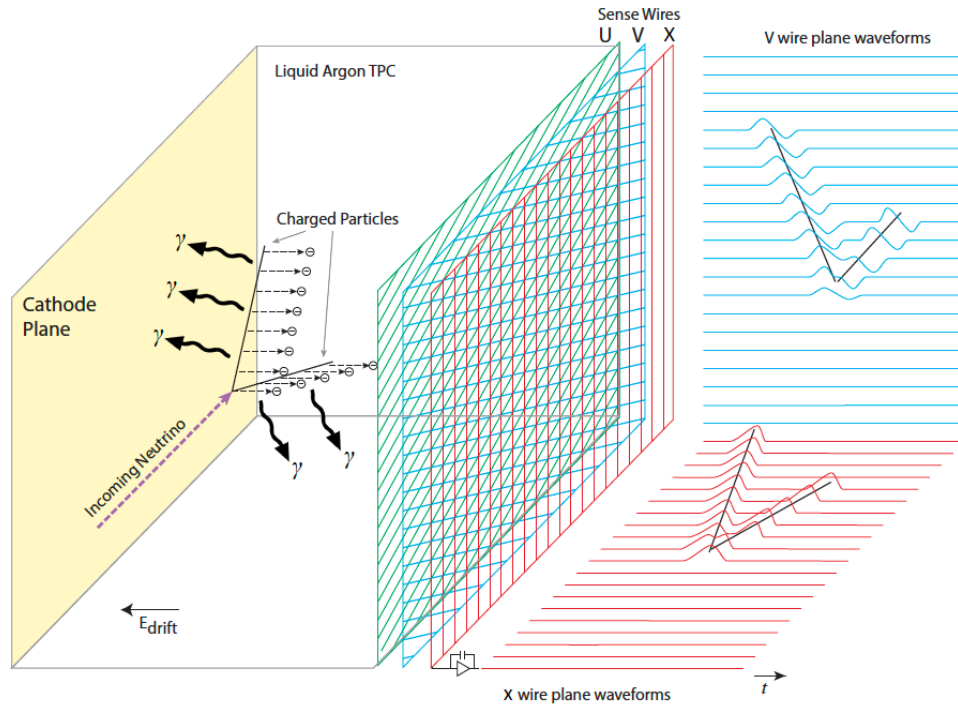 Sense Wires
U V X
V wire plane waveforms
Liquid Argon TPC
Charged Particles
γ
γ
γ
Cathode
Plane
γ
γ
Incoming Neutrino
Edrift
t
X wire plane waveforms